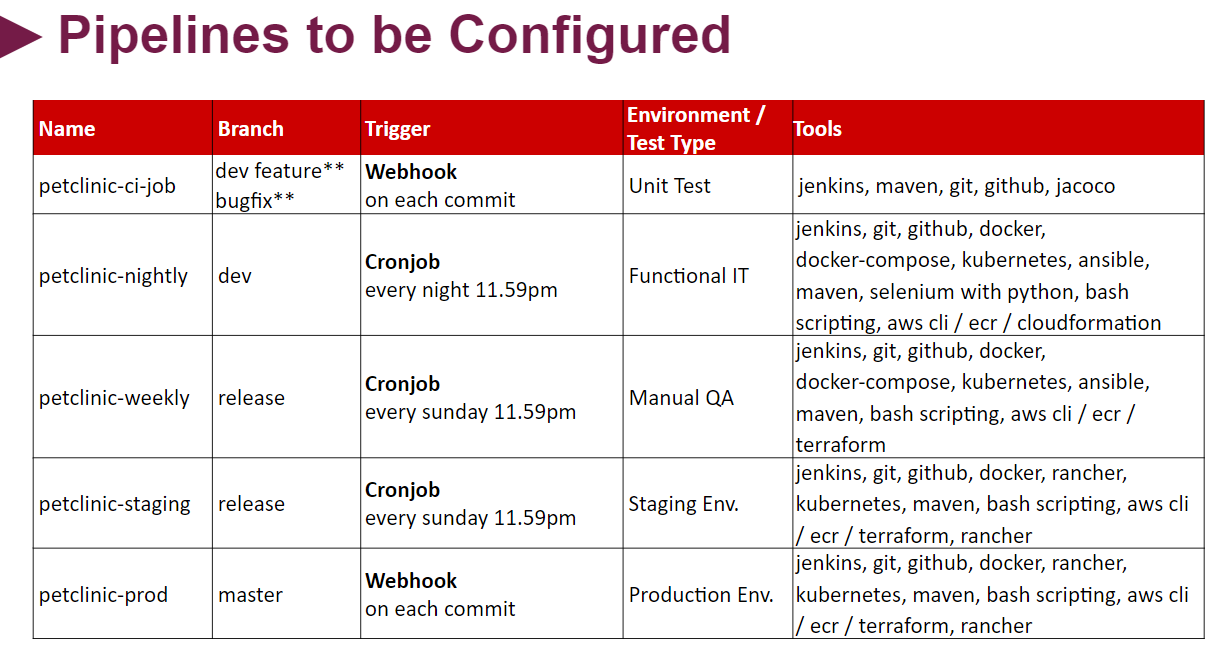 Pipelines to be Configured
Name
Branch
Trigger
Environment /
Test Type
Tools
petclinic-ci-job
dev feature**
bugfix**
Webhook
on each commit
Unit Test
jenkins, maven, git, github, jacoco
petclinic-nightly
dev
Cronjob
every night 11.59pm
Functional IT
jenkins, git, github, docker,
docker-compose, kubernetes, ansible,
maven, selenium with python, bash
scripting, aws cli / ecr / cloudformation
petclinic-weekly
release
Cronjob
every sunday 11.59pm
Manual QA
jenkins, git, github, docker,
docker-compose, kubernetes, ansible,
maven, bash scripting, aws cli / ecr /
terraform
petclinic-staging
release
Cronjob
every sunday 11.59pm
Staging Env.
jenkins, git, github, docker, rancher,
kubernetes, maven, bash scripting, aws cli
/ ecr / terraform, rancher
petclinic-prod
master
Webhook
on each commit
Production Env.
jenkins, git, github, docker, rancher,
kubernetes, maven, bash scripting, aws cli
/ ecr / terraform, rancher